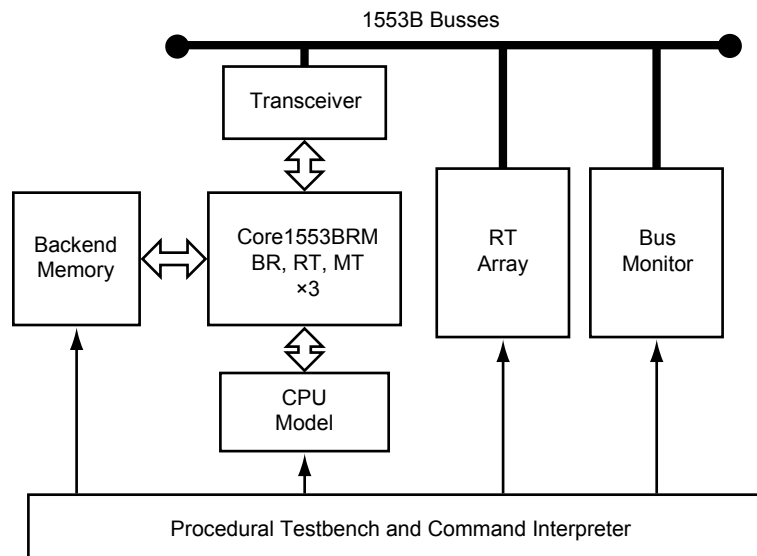 1553B Busses
Transceiver
Backend
Memory
Core1553BRM
BR, RT, MT
×3
RT
Array
Bus
Monitor
CPU
Model
Procedural Testbench and Command Interpreter